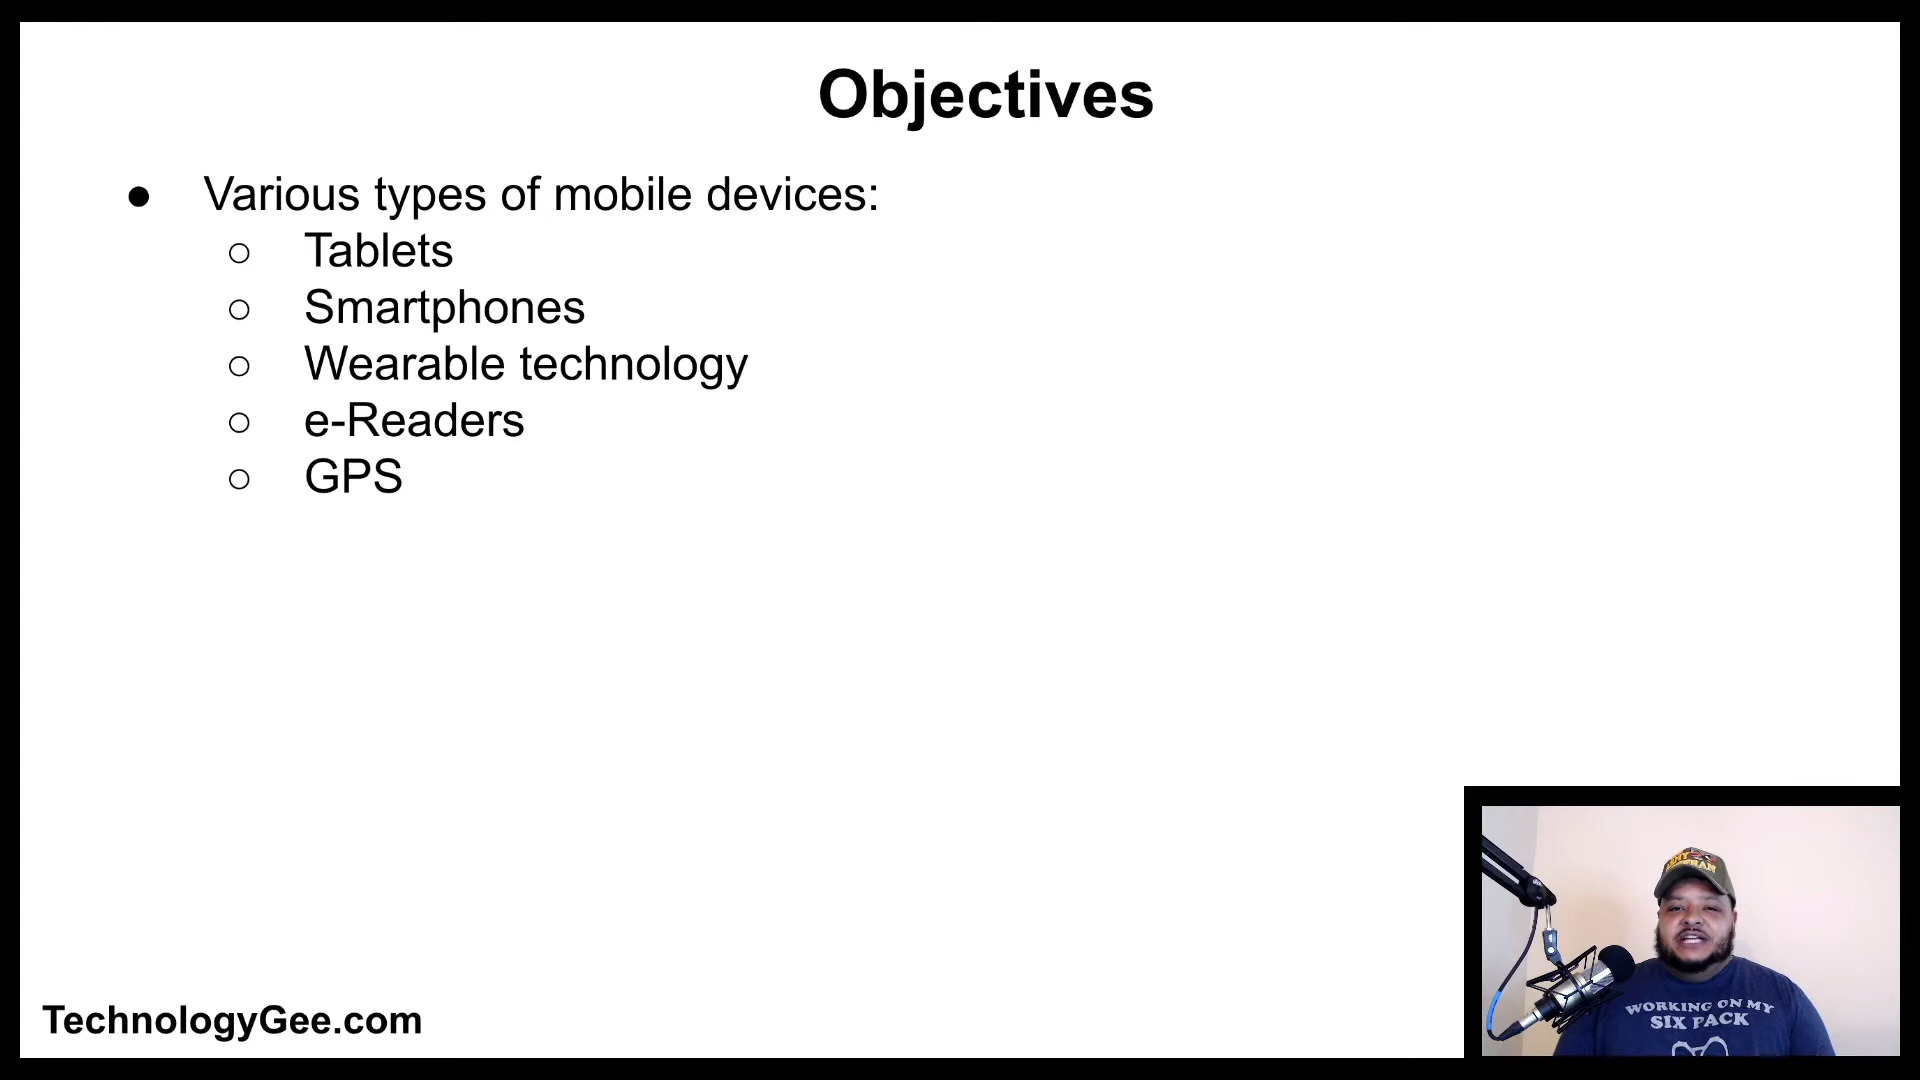 Objectives
● Various types of mobile devices:
○ Tablets
○ Smartphones
○ Wearable technology
○ e-Readers
○ GPS
TechnologyGee.com
WORKING ON MY
SIX PACK